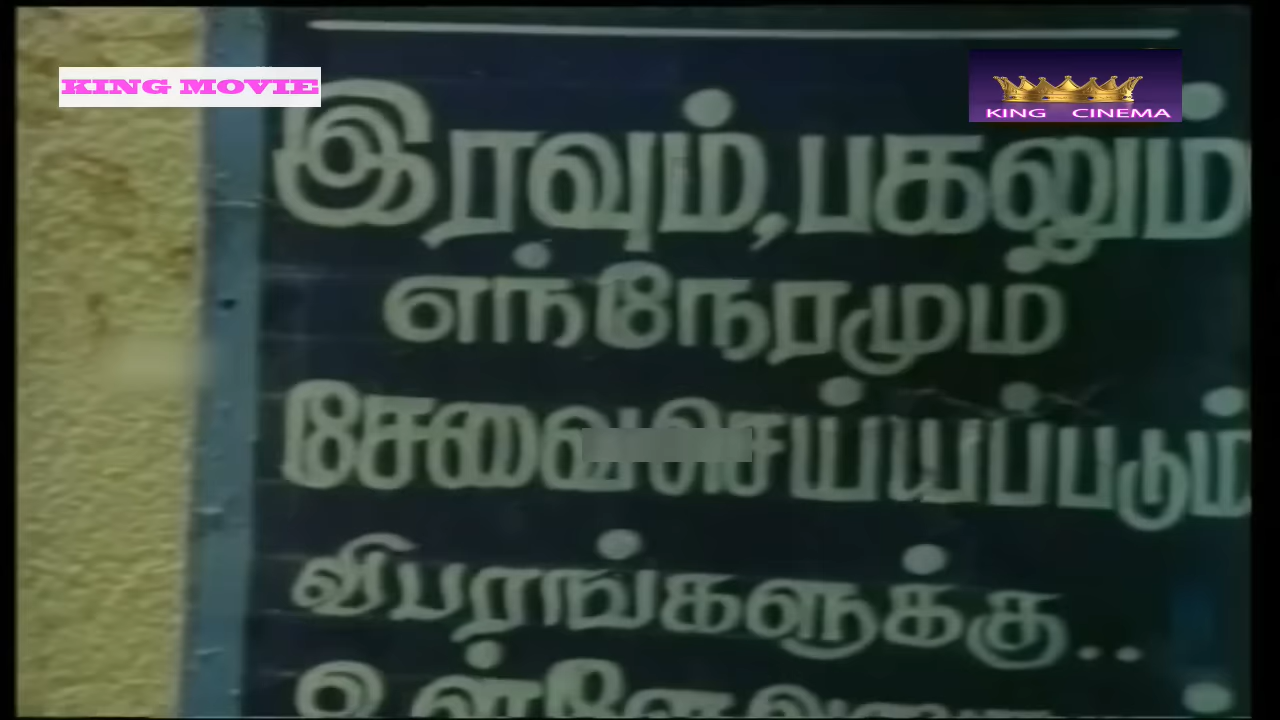 KING MOVIE
KING CINEMA
இரவும், பகலும்
எந்நேரமும்
சேவைசெய்யப்படும்
விபரங்களுக்கு..